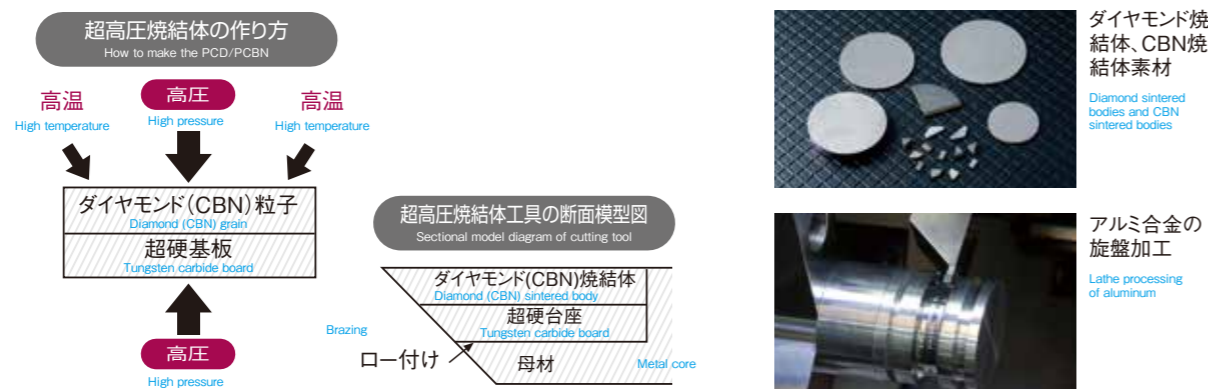 超高圧焼結体の作り方
How to make the PCD/PCBN
高温
High temperature
高圧
High pressure
高温
High temperature
ダイヤモンド(CBN)粒子
Diamond (CBN) grain
超硬基板
Tungsten carbide board
高圧
High pressure
超高圧焼結体工具の断面模型図
Sectional model diagram of cutting tool
ダイヤモンド(CBN)焼結体
Diamond (CBN) sintered body
超硬台座
Tungsten carbide board
Brazing
ロー付け
母材
Metal core
ダイヤモンド焼
結体、CBN焼
結体素材
Diamond sintered
bodies and CBN
sintered bodies
アルミ合金の
旋盤加工
Lathe processing
of aluminum